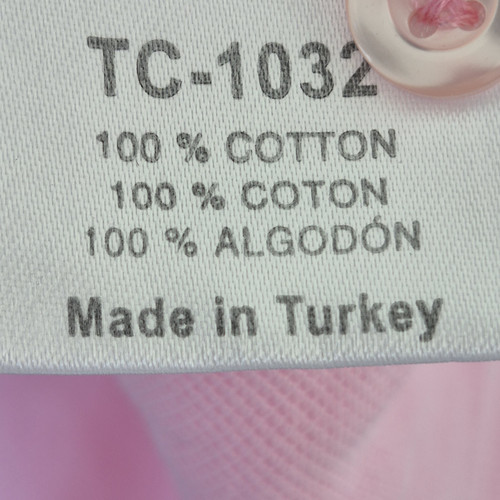 TC-1032
100 % COTTON
100 % COTON
100 % ALGODÓN
Made in Turkey